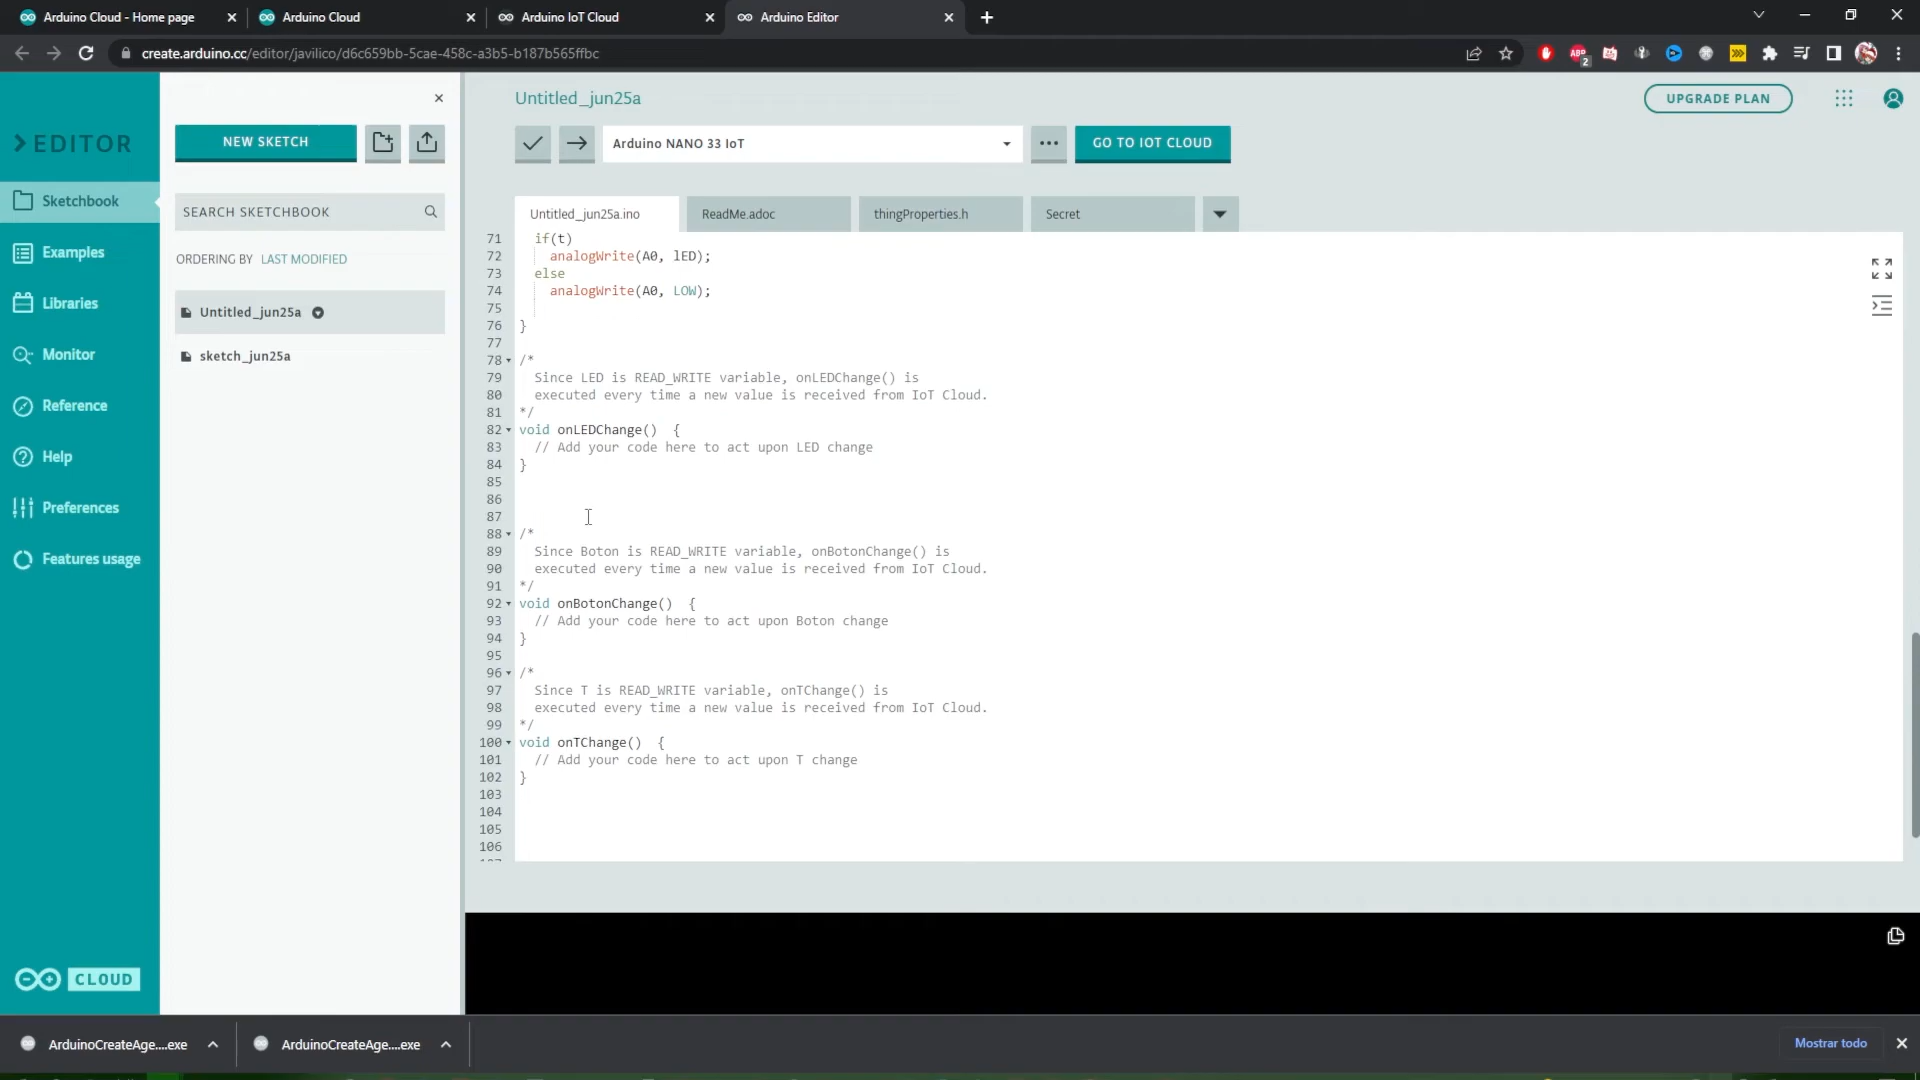 Arduino Cloud - Home page
Arduino Cloud
Arduino IoT Cloud
Arduino Editor
create.arduino.cc/editor/javilico/d6c659bb-5cae-458c-a3b5-b187b565ffbc
ABP
2
EDITOR
Sketchbook
Examples
Libraries
Monitor
Reference
Help
Preferences
Features usage
CLOUD
NEW SKETCH
SEARCH SKETCHBOOK
ORDERING BY LAST MODIFIED
Untitled_jun25a
sketch_jun25a
Untitled_jun25a
UPGRADE PLAN
Arduino NANO 33 IoT
GO TO IOT CLOUD
Untitled_jun25a.ino
ReadMe.adoc
thingProperties.h
Secret
71 if(t)
72 analogWrite(A0, lED);
73 else
74 analogWrite(A0, LOW);
75
76 }
77
78 /*
79 Since LED is READ_WRITE variable, onLEDChange() is
80 executed every time a new value is received from IoT Cloud.
81 */
82 void onLEDChange()  {
83 // Add your code here to act upon LED change
84 }
85
86
87
88 /*
89 Since Boton is READ_WRITE variable, onBotonChange() is
90 executed every time a new value is received from IoT Cloud.
91 */
92 void onBotonChange()  {
93 // Add your code here to act upon Boton change
94 }
95
96 /*
97 Since T is READ_WRITE variable, onTChange() is
98 executed every time a new value is received from IoT Cloud.
99 */
100 void onTChange()  {
101 // Add your code here to act upon T change
102 }
103
104
105
106
ArduinoCreateAge....exe
ArduinoCreateAge....exe
Mostrar todo